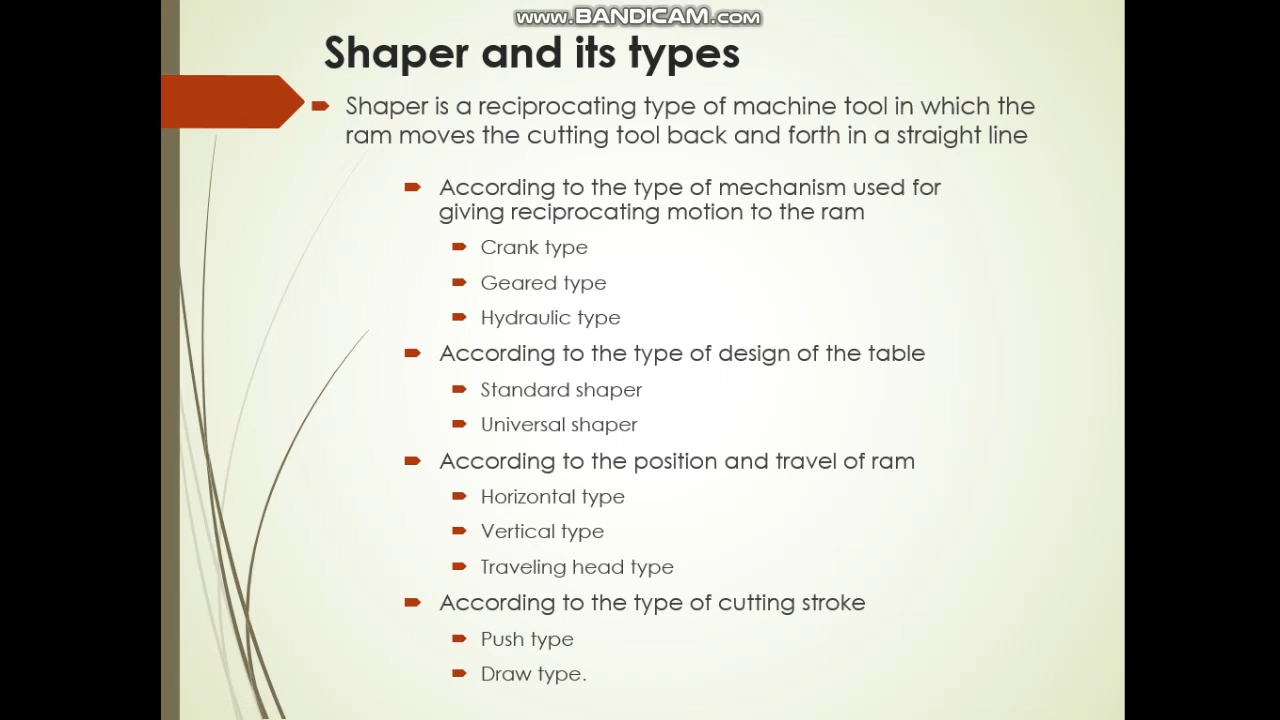 www.BANDICAM.com
Shaper and its types
Shaper is a reciprocating type of machine tool in which the
ram moves the cutting tool back and forth in a straight line
According to the type of mechanism used for
giving reciprocating motion to the ram
Crank type
Geared type
Hydraulic type
According to the type of design of the table
Standard shaper
Universal shaper
According to the position and travel of ram
Horizontal type
Vertical type
Traveling head type
According to the type of cutting stroke
Push type
Draw type.